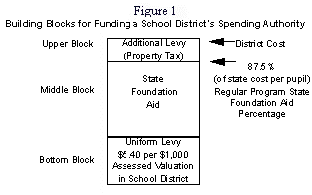 Figure 1
Building Blocks for Funding a School District's Spending Authority
Upper Block
Additional Levy
(Property Tax)
District Cost
Middle Block
State
Foundation
Aid
87.5%
(of state cost per pupil)
Regular Program State
Foundation Aid
Percentage
Bottom Block
Uniform Levy
$5.40 per $1,000
Assessed Valuation
in School District